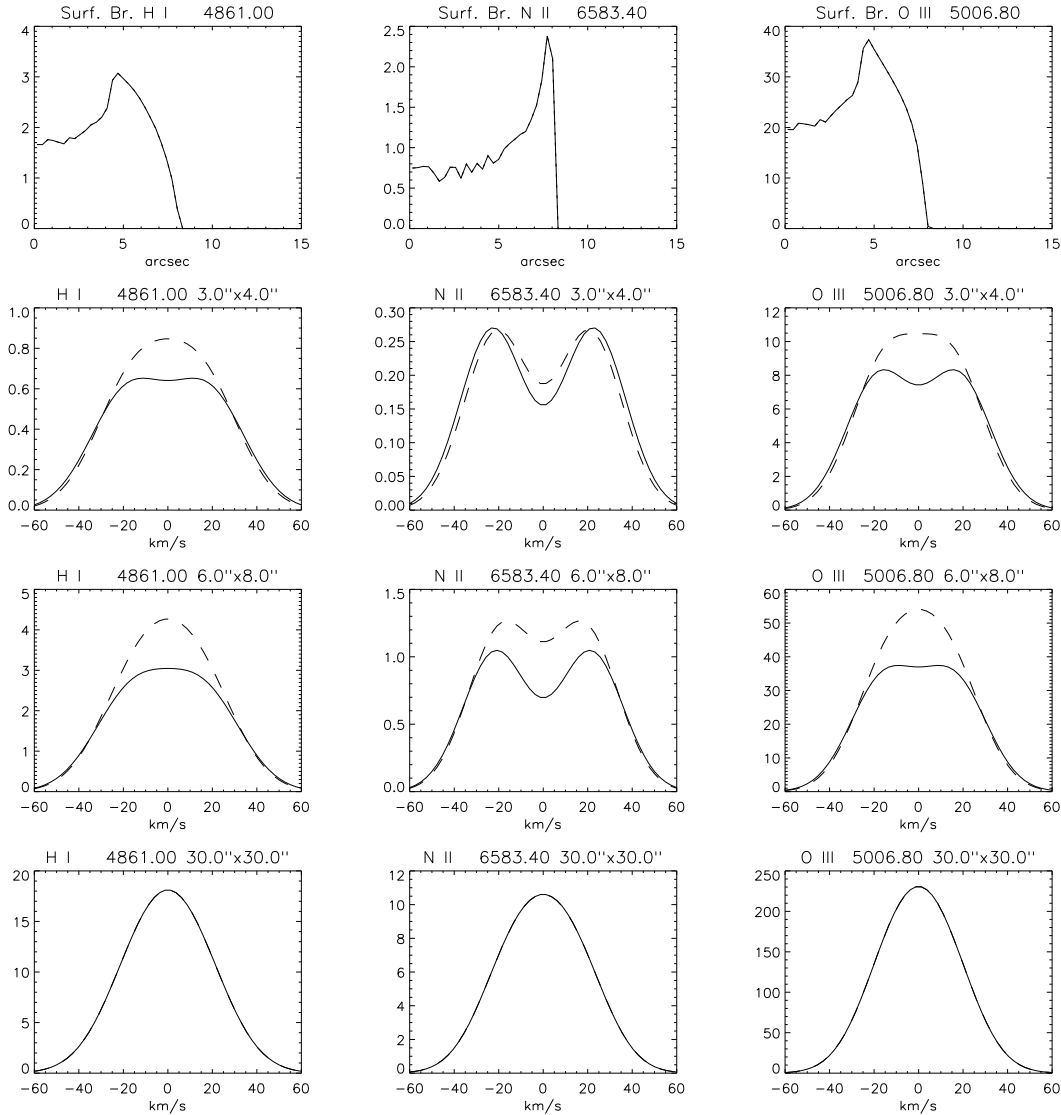 Surf. Br. H I 4861.00
4
3
2
1
0
0 5 10 15
arcsec
Surf. Br. N II 6583.40
2.5
2.0
1.5
1.0
0.5
0.0
0 5 10 15
arcsec
Surf. Br. O III 5006.80
40
30
20
10
0
0 5 10 15
arcsec
H I 4861.00 3.0"x4.0"
1.0
0.8
0.6
0.4
0.2
0.0
−60 −40 −20 0 20 40 60
km/s
N II 6583.40 3.0"x4.0"
0.30
0.25
0.20
0.15
0.10
0.05
0.00
−60 −40 −20 0 20 40 60
km/s
O III 5006.80 3.0"x4.0"
12
10
8
6
4
2
0
−60 −40 −20 0 20 40 60
km/s
H I 4861.00 6.0"x8.0"
5
4
3
2
1
0
−60 −40 −20 0 20 40 60
km/s
N II 6583.40 6.0"x8.0"
1.5
1.0
0.5
0.0
−60 −40 −20 0 20 40 60
km/s
O III 5006.80 6.0"x8.0"
60
50
40
30
20
10
0
−60 −40 −20 0 20 40 60
km/s
H I 4861.00 30.0"x30.0"
20
15
10
5
0
−60 −40 −20 0 20 40 60
km/s
N II 6583.40 30.0"x30.0"
12
10
8
6
4
2
0
−60 −40 −20 0 20 40 60
km/s
O III 5006.80 30.0"x30.0"
250
200
150
100
50
0
−60 −40 −20 0 20 40 60
km/s